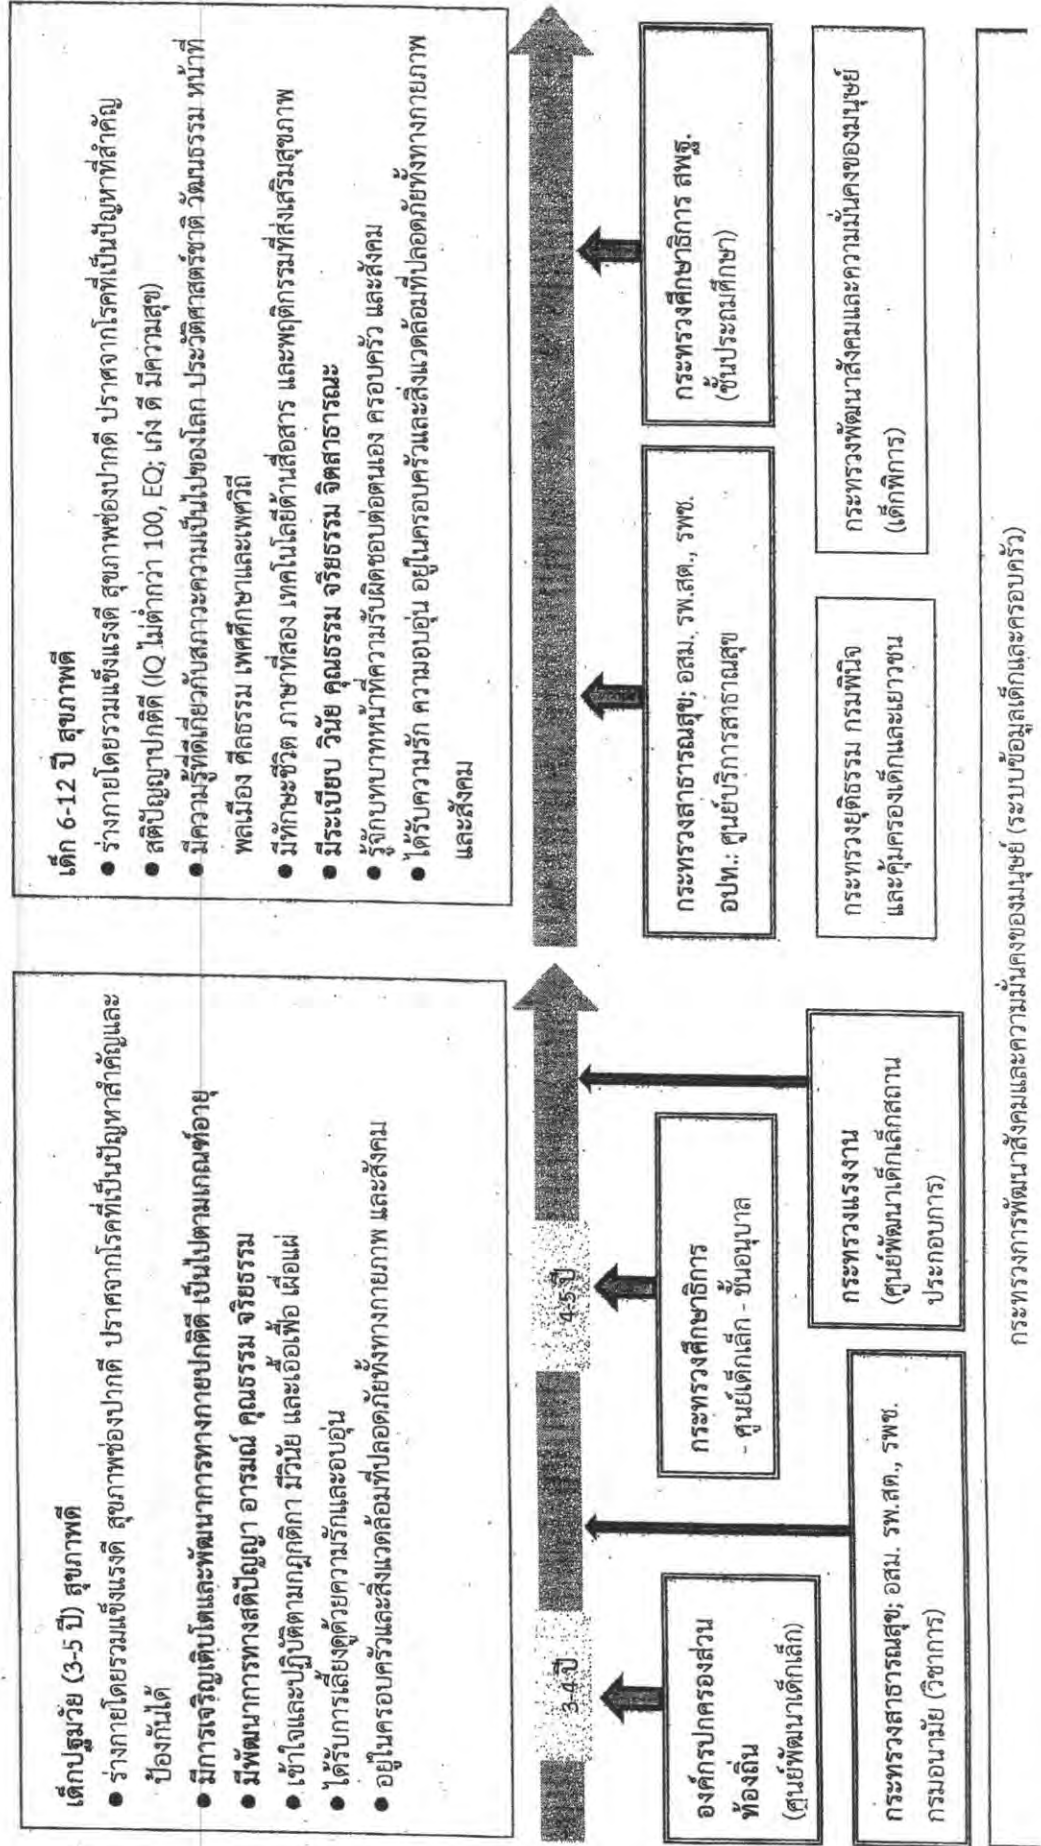 เด็กปฐมวัย (3-5 ปี) สุขภาพดี
● ร่างกายโดยรวมแข็งแรงดี สุขภาพช่องปากดี ปราศจากโรคที่เป็นปัญหาสำคัญและ
ป้องกันได้
● มีการเจริญเติบโตและพัฒนาการทางกายปกติดี เป็นไปตามเกณฑ์อายุ
● มีพัฒนาการทางสติปัญญา อารมณ์ คุณธรรม จริยธรรม
● เข้าใจและปฏิบัติตามกฎกติกา มีวินัย และเอื้อเฟื้อ เผื่อแผ่
● ได้รับการเลี้ยงดูด้วยความรักและอบอุ่น
● อยู่ในครอบครัวและสิ่งแวดล้อมที่ปลอดภัยทั้งทางกายภาพ และสังคม
เด็ก 6-12 ปี สุขภาพดี
● ร่างกายโดยรวมแข็งแรงดี สุขภาพช่องปากดี ปราศจากโรคที่เป็นปัญหาที่สำคัญ
● สติปัญญาปกติดี (IQ ไม่ต่ำกว่า 100, EQ; เก่ง ดี มีความสุข)
● มีความรู้ที่ดีเกี่ยวกับสภาวะความเป็นไปของโลก ประวัติศาสตร์ชาติ วัฒนธรรม หน้าที่
พลเมือง ศีลธรรม เพศศึกษาและเพศวิถี
● มีทักษะชีวิต ภาษาที่สอง เทคโนโลยีด้านสื่อสาร และพฤติกรรมที่ส่งเสริมสุขภาพ
● มีระเบียบ วินัย คุณธรรม จริยธรรม จิตสาธารณะ
● รู้จักบทบาทหน้าที่ความรับผิดชอบต่อตนเอง ครอบครัว และสังคม
● ได้รับความรัก ความอบอุ่น อยู่ในครอบครัวและสิ่งแวดล้อมที่ปลอดภัยทั้งทางกายภาพ
และสังคม
3-4 ปี
4-5 ปี
องค์กรปกครองส่วน
ท้องถิ่น
(ศูนย์พัฒนาเด็กเล็ก)
กระทรวงศึกษาธิการ
- ศูนย์เด็กเล็ก - ชั้นอนุบาล
กระทรวงสาธารณสุข; อสม. รพ.สต., รพช.
กรมอนามัย (วิชาการ)
กระทรวงแรงงาน
(ศูนย์พัฒนาเด็กเล็กสถาน
ประกอบการ)
กระทรวงสาธารณสุข; อสม. รพ.สต., รพช.
อปท.: ศูนย์บริการสาธาณสุข
กระทรวงศึกษาธิการ สพฐ.
(ชั้นประถมศึกษา)
กระทรวงยุติธรรม กรมพินิจ
และคุ้มครองเด็กและเยาวชน
กระทรวงพัฒนาสังคมและความมั่นคงของมนุษย์
(เด็กพิการ)
กระทรวงการพัฒนาสังคมและความมั่นคงของมนุษย์ (ระบบข้อมูลเด็กและครอบครัว)